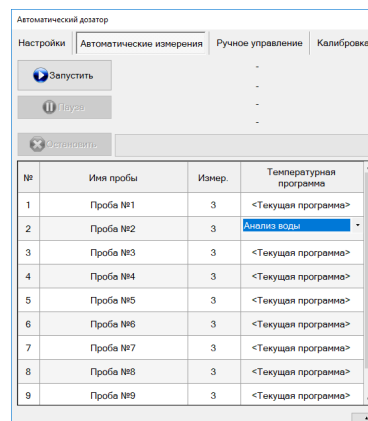 Автоматический дозатор
Настройки Автоматические измерения Ручное управление Калибровка
Запустить -
-
Пауза -
-
Остановить
№ Имя пробы Измер. Температурная программа
1 Проба №1 3 <Текущая программа>
2 Проба №2 3 Анализ воды
3 Проба №3 3 <Текущая программа>
4 Проба №4 3 <Текущая программа>
5 Проба №5 3 <Текущая программа>
6 Проба №6 3 <Текущая программа>
7 Проба №7 3 <Текущая программа>
8 Проба №8 3 <Текущая программа>
9 Проба №9 3 <Текущая программа>